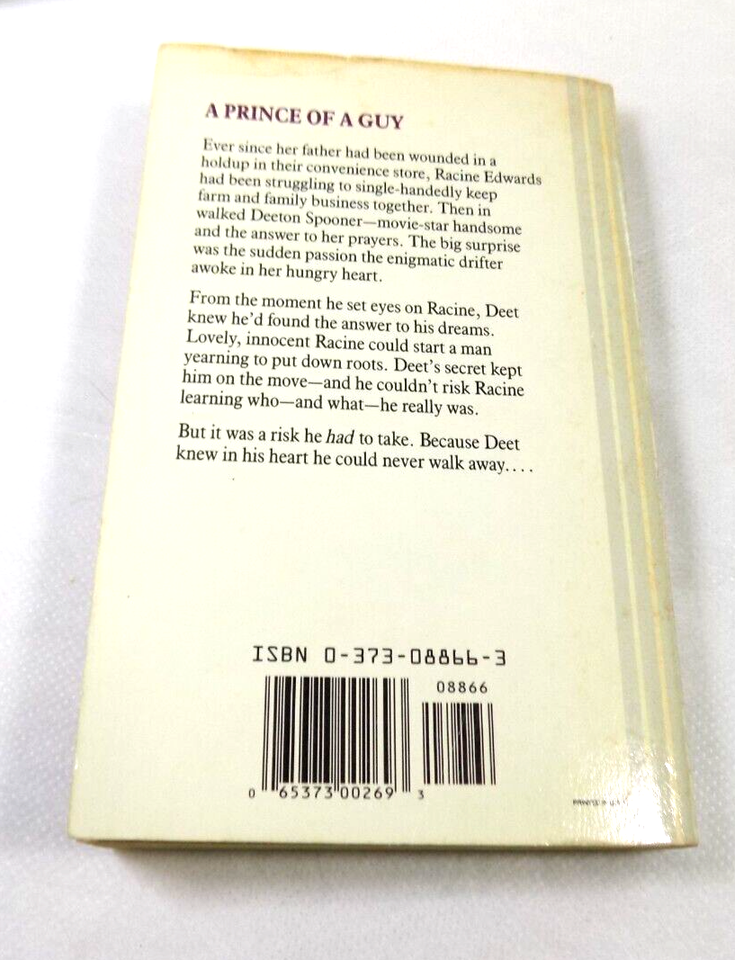 A PRINCE OF A GUY
Ever since her father had been wounded in a
holdup in their convenience store, Racine Edwards
had been struggling to single-handedly keep
farm and family business together. Then in
walked Deeton Spooner—movie-star handsome
and the answer to her prayers. The big surprise
was the sudden passion the enigmatic drifter
awoke in her hungry heart.
From the moment he set eyes on Racine, Deet
knew he'd found the answer to his dreams.
Lovely, innocent Racine could start a man
yearning to put down roots. Deet's secret kept
him on the move—and he couldn't risk Racine
learning who—and what—he really was.
But it was a risk he had to take. Because Deet
knew in his heart he could never walk away....
ISBN 0-373-08866-3
08866
0 65373 00269 3